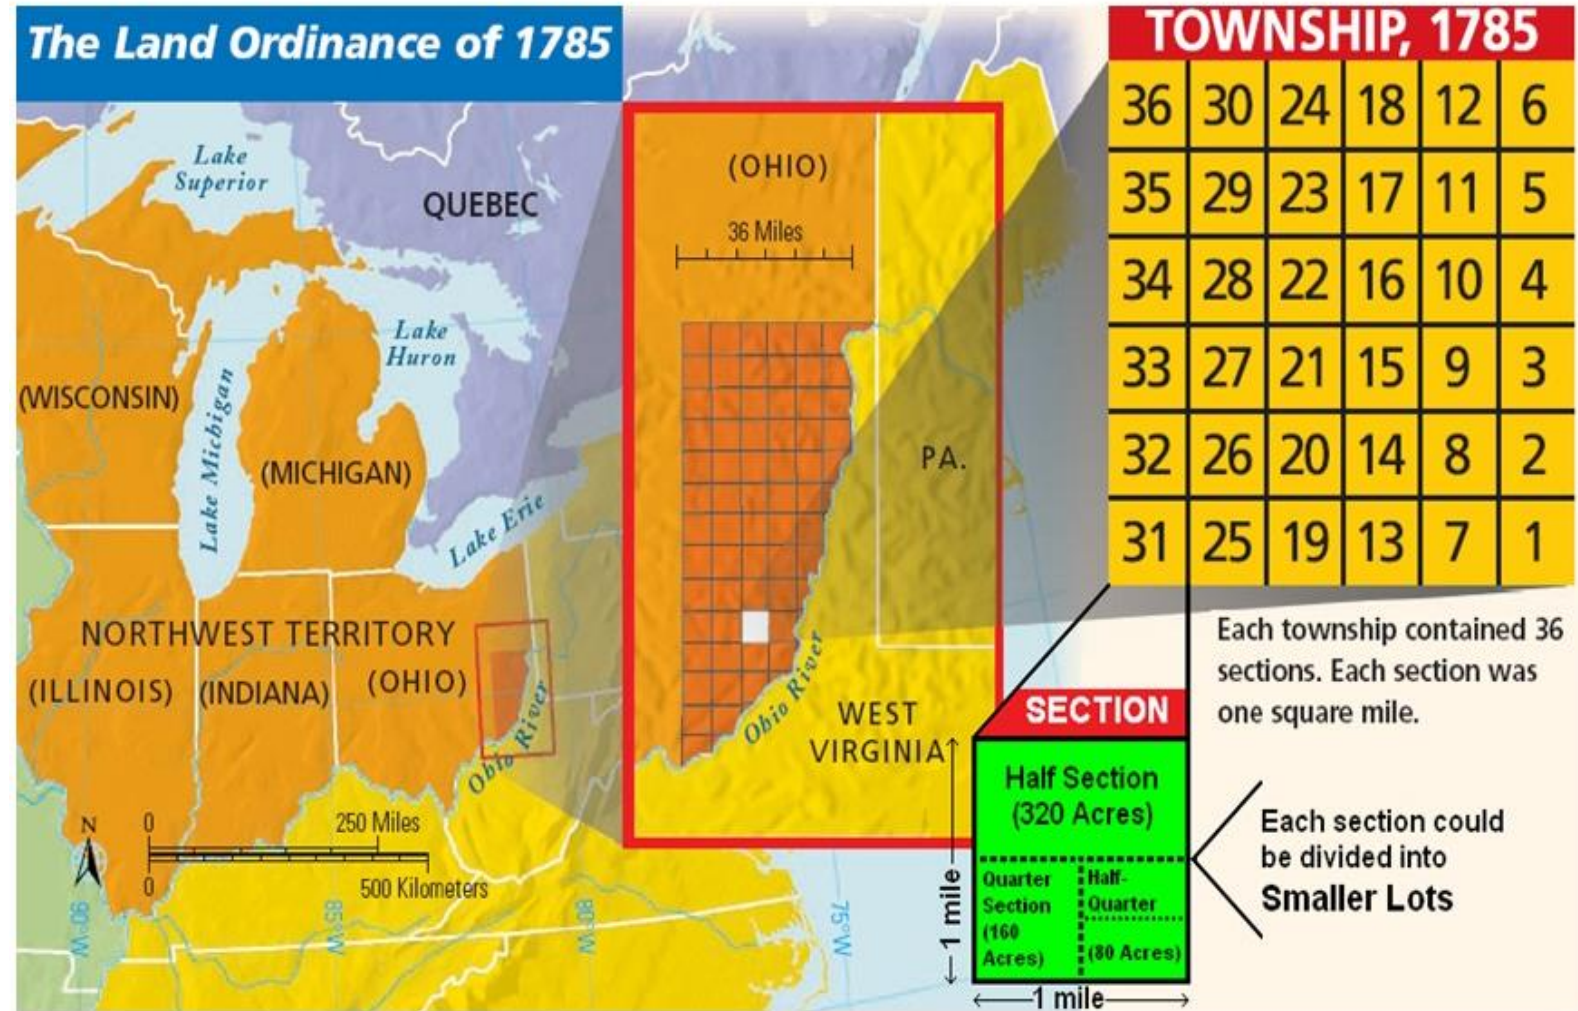 The Land Ordinance of 1785
Lake
Superior
QUEBEC
Lake
Huron
(WISCONSIN)
Lake Michigan
(MICHIGAN)
Lake Erie
NORTHWEST TERRITORY
(ILLINOIS)
(INDIANA)
(OHIO)
Ohio River
N
0
250 Miles
0
500 Kilometers
90°W
85°W
80°W
75°W
(OHIO)
36 Miles
PA.
Ohio River
WEST
VIRGINIA
TOWNSHIP, 1785
36 30 24 18 12 6
35 29 23 17 11 5
34 28 22 16 10 4
33 27 21 15 9 3
32 26 20 14 8 2
31 25 19 13 7 1
Each township contained 36
sections. Each section was
one square mile.
SECTION
Half Section
(320 Acres)
Quarter
Section
(160
Acres)
Half-
Quarter
(80 Acres)
1 mile
1 mile
Each section could
be divided into
Smaller Lots